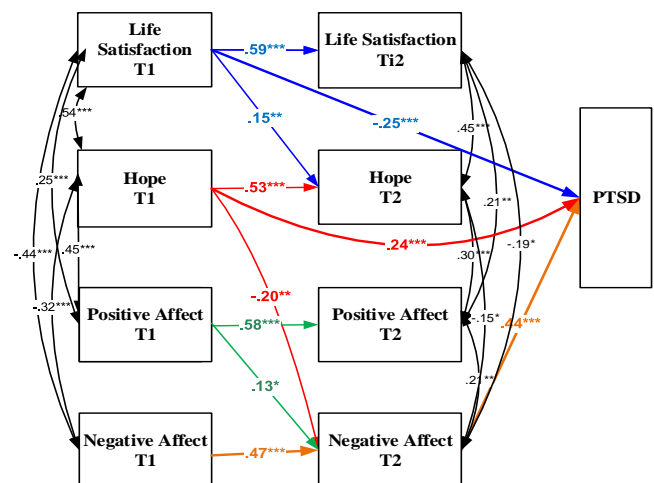 Life
Satisfaction
T1
.59***
Life Satisfaction
Ti2
.54***
.15**
-.25***
.45***
PTSD
Hope
T1
.53***
Hope
T2
.25***
.21**
.24***
-.19*
-.44***
.45***
.30***
-.32***
-.20**
Positive Affect
T1
.58***
Positive Affect
T2
-.15*
.44***
.13*
.21**
Negative Affect
T1
.47***
Negative Affect
T2